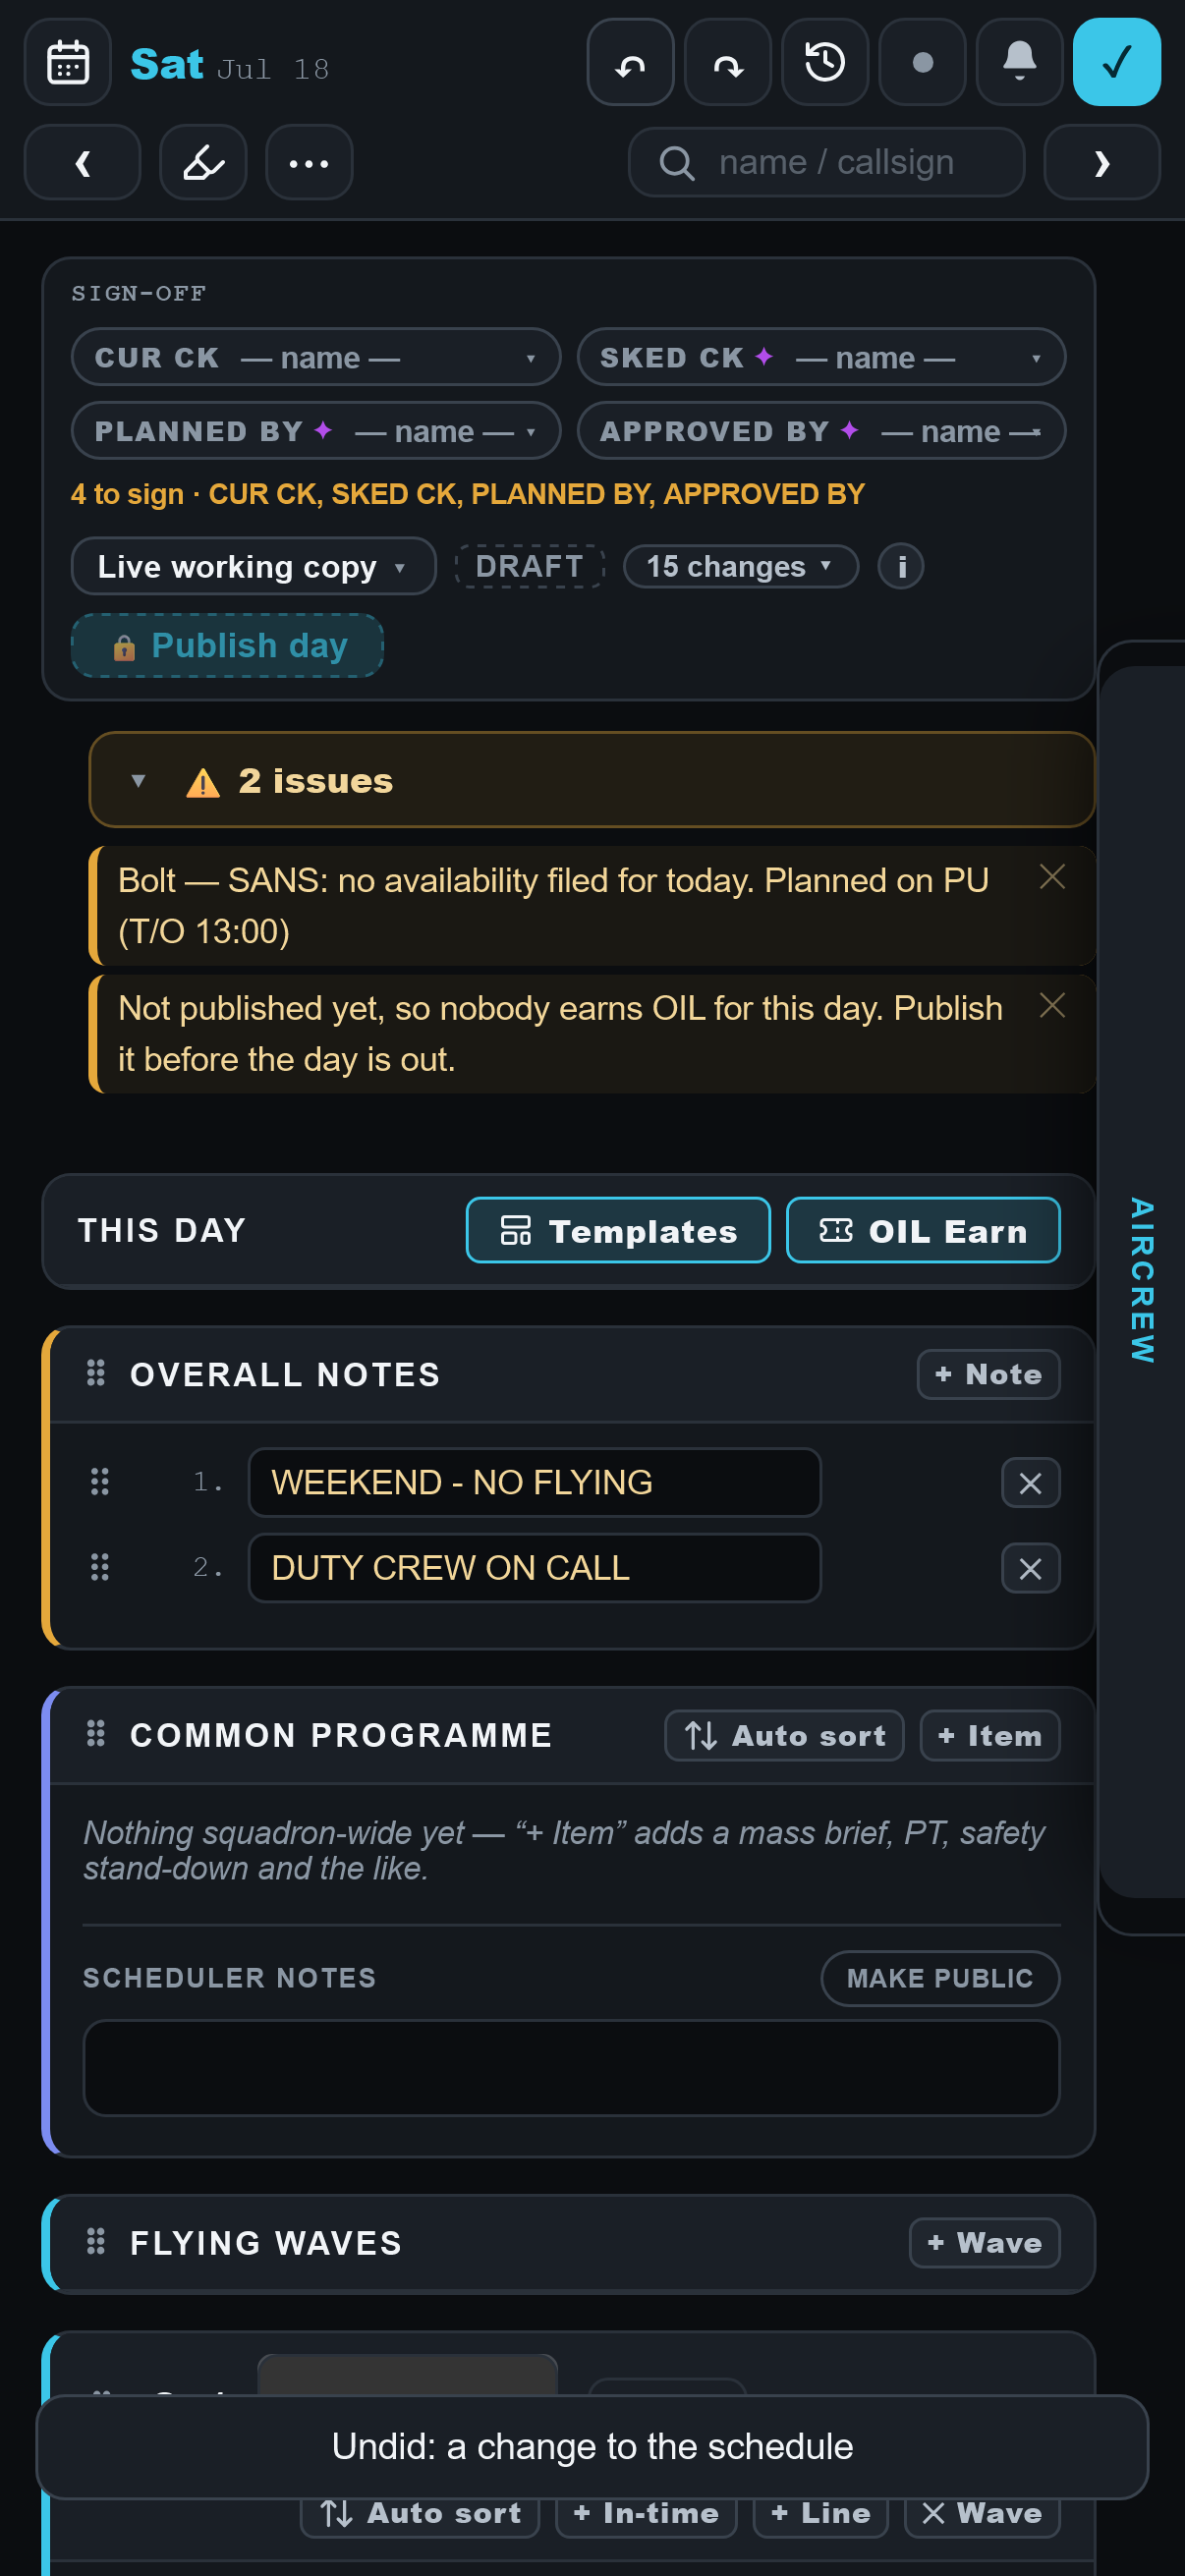 Sat Jul 18
name / callsign
SIGN-OFF
CUR CK — name —
SKED CK — name —
PLANNED BY — name —
APPROVED BY — name —
4 to sign · CUR CK, SKED CK, PLANNED BY, APPROVED BY
Live working copy
DRAFT
15 changes
i
Publish day
2 issues
Bolt — SANS: no availability filed for today. Planned on PU
(T/O 13:00)
Not published yet, so nobody earns OIL for this day. Publish
it before the day is out.
AIRCREW
THIS DAY
Templates
OIL Earn
OVERALL NOTES
+ Note
1. WEEKEND - NO FLYING
2. DUTY CREW ON CALL
COMMON PROGRAMME
Auto sort
+ Item
Nothing squadron-wide yet — “+ Item” adds a mass brief, PT, safety
stand-down and the like.
SCHEDULER NOTES
MAKE PUBLIC
FLYING WAVES
+ Wave
Undid: a change to the schedule
Auto sort
+ In-time
+ Line
× Wave